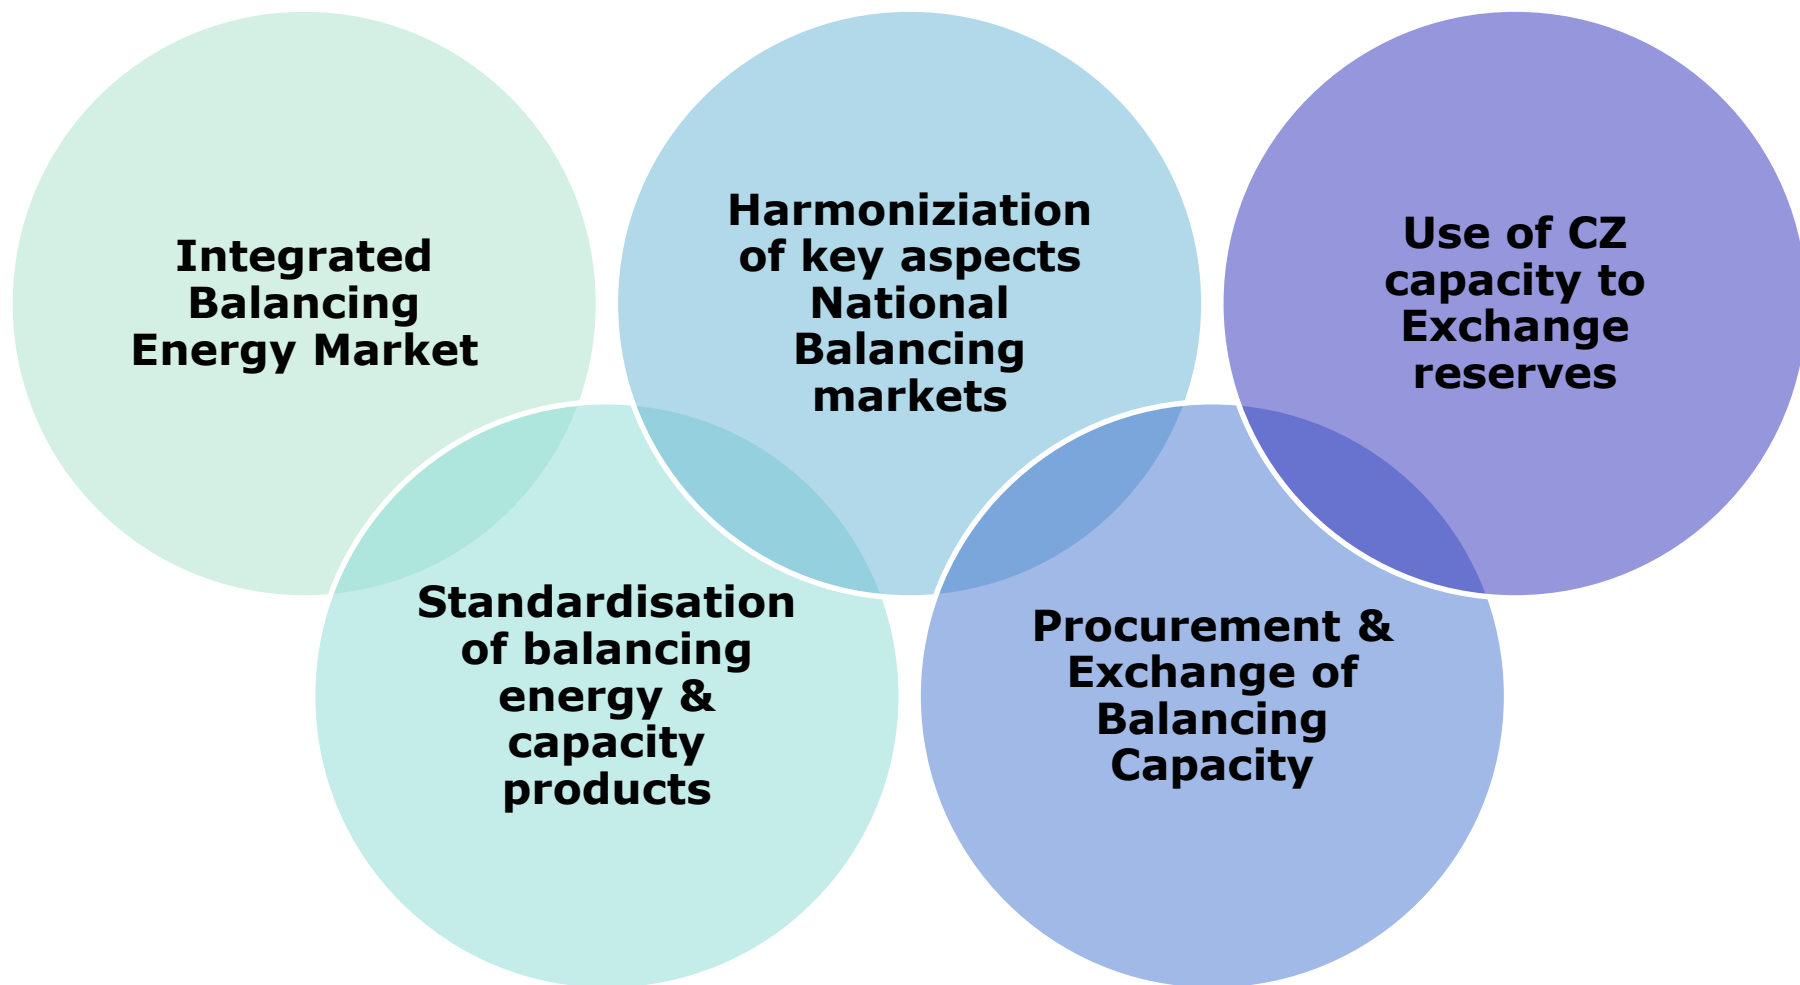 Integrated
Balancing
Energy Market
Harmoniziation
of key aspects
National
Balancing
markets
Use of CZ
capacity to
Exchange
reserves
Standardisation
of balancing
energy &
capacity
products
Procurement &
Exchange of
Balancing
Capacity